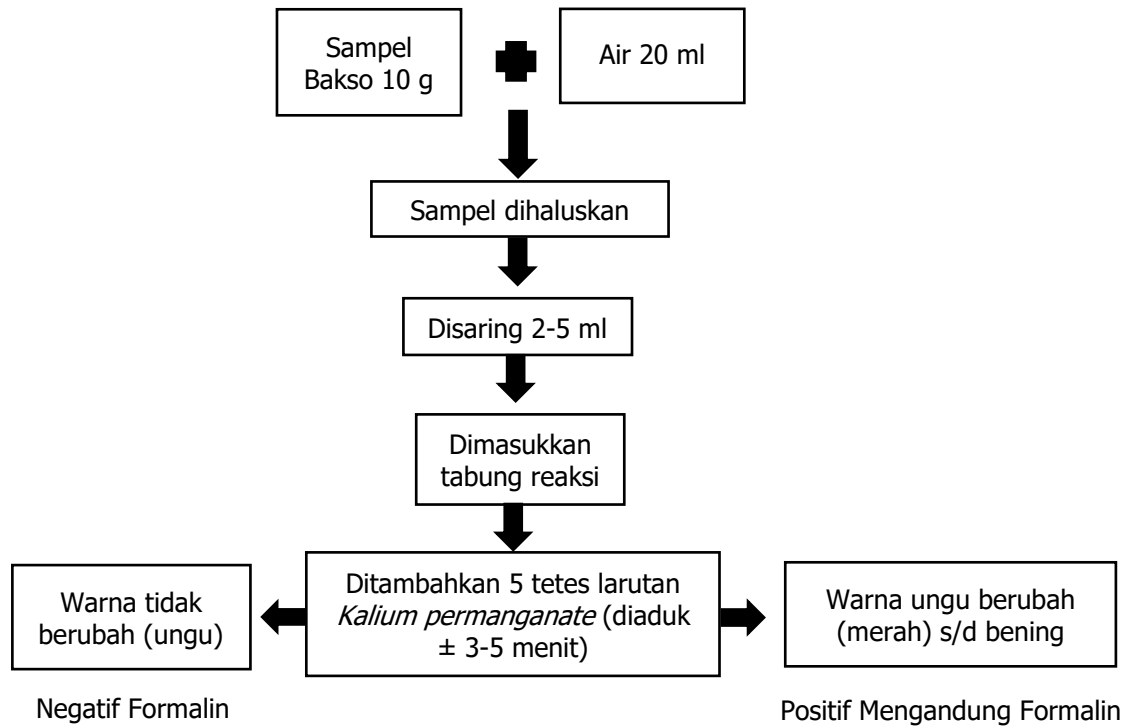 Sampel
Bakso 10 g
Air 20 ml
Sampel dihaluskan
Disaring 2-5 ml
Dimasukkan
tabung reaksi
Warna tidak
berubah (ungu)
Ditambahkan 5 tetes larutan
Kalium permanganate (diaduk
± 3-5 menit)
Warna ungu berubah
(merah) s/d bening
Negatif Formalin
Positif Mengandung Formalin